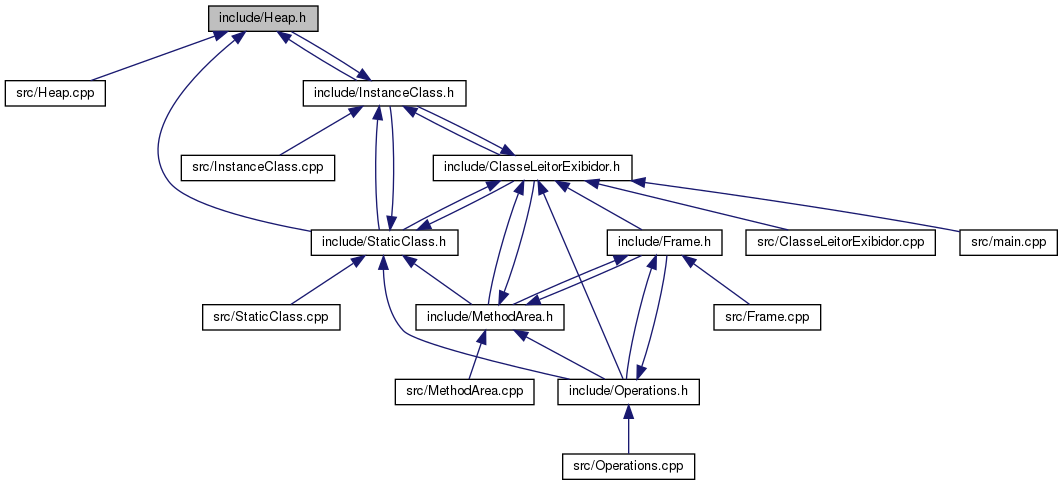 include/Heap.h
src/Heap.cpp
include/InstanceClass.h
src/InstanceClass.cpp
include/ClasseLeitorExibidor.h
include/StaticClass.h
include/Frame.h
src/ClasseLeitorExibidor.cpp
src/main.cpp
src/StaticClass.cpp
include/MethodArea.h
src/Frame.cpp
src/MethodArea.cpp
include/Operations.h
src/Operations.cpp